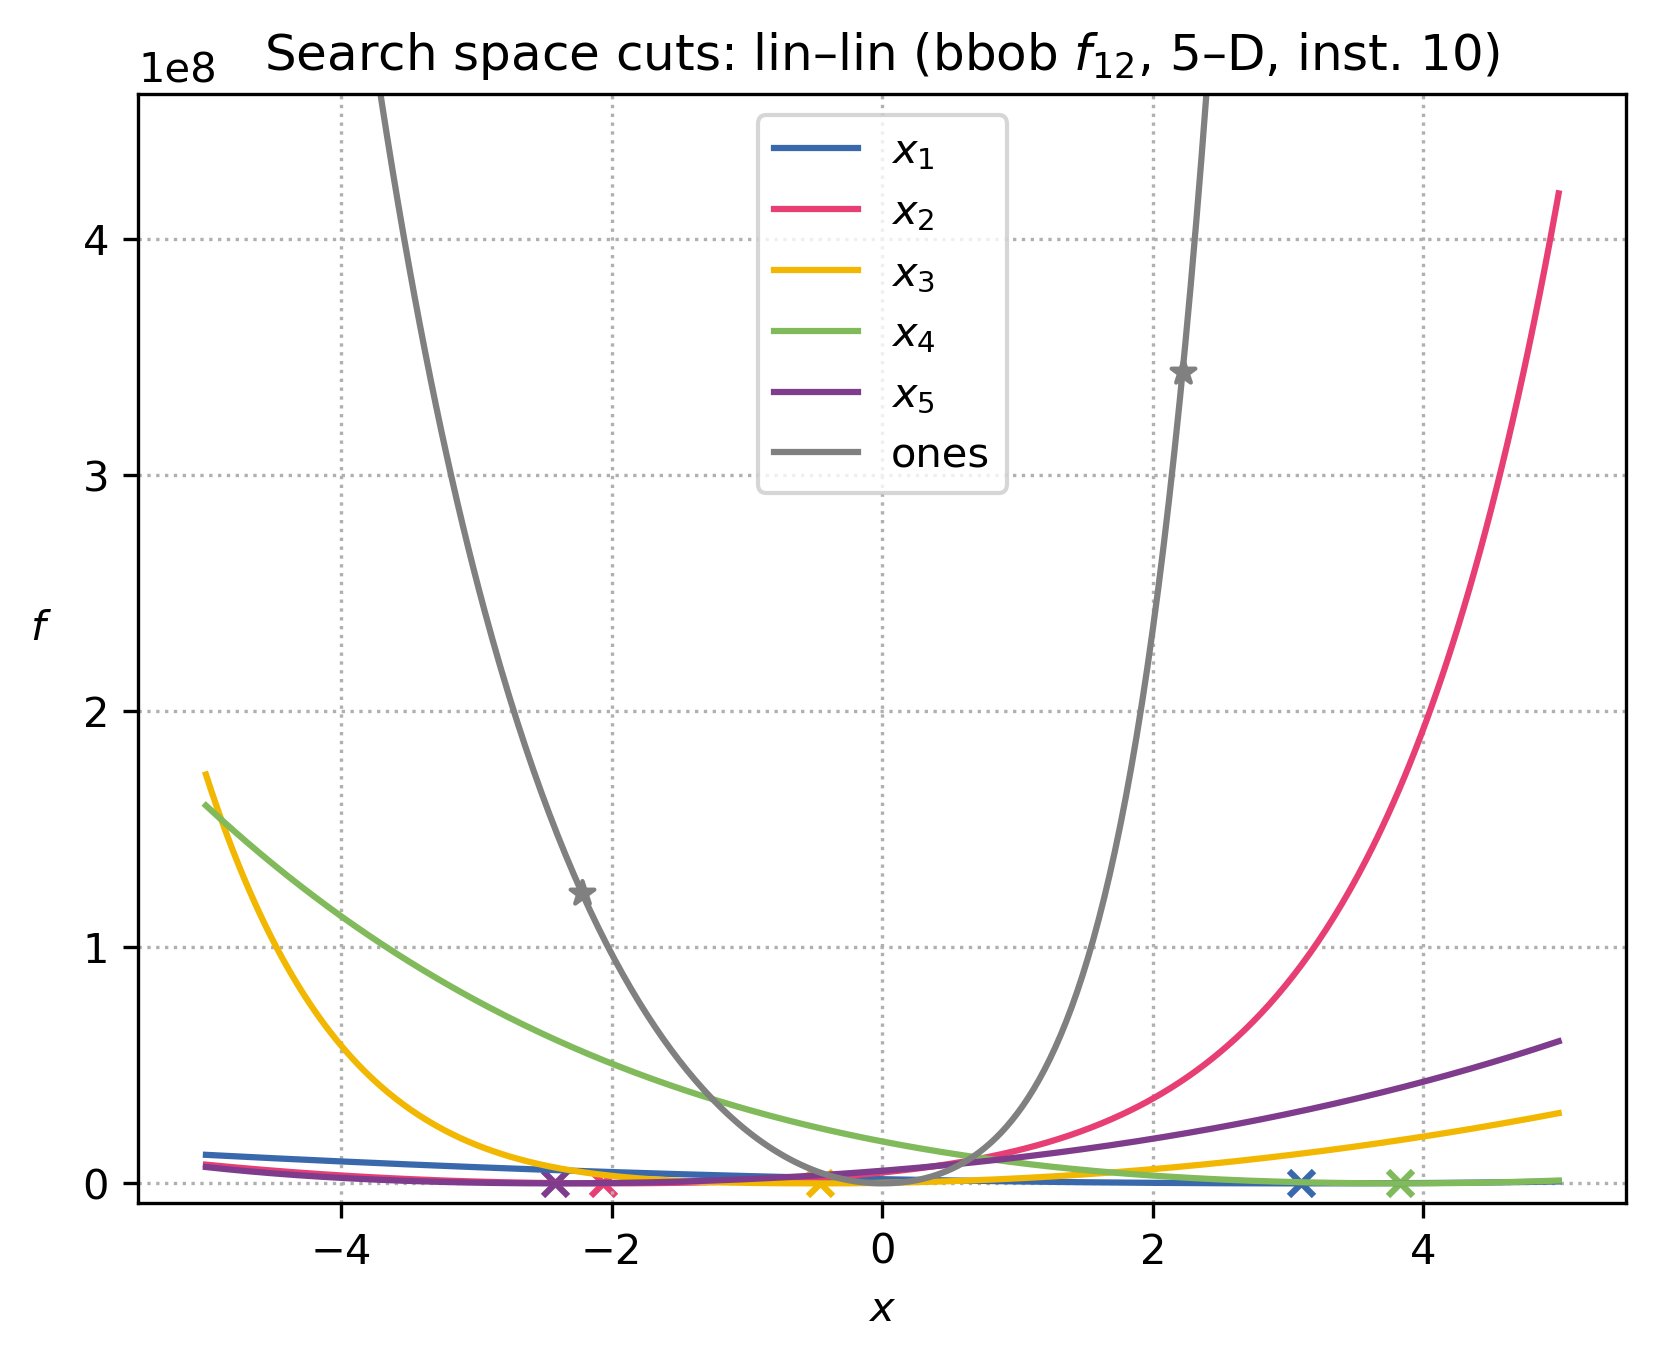 Search space cuts: lin–lin (bbob f₁₂, 5–D, inst. 10)
1e8
x₁
x₂
x₃
x₄
x₅
ones
4
3
2
1
0
f
−4 −2 0 2 4
x